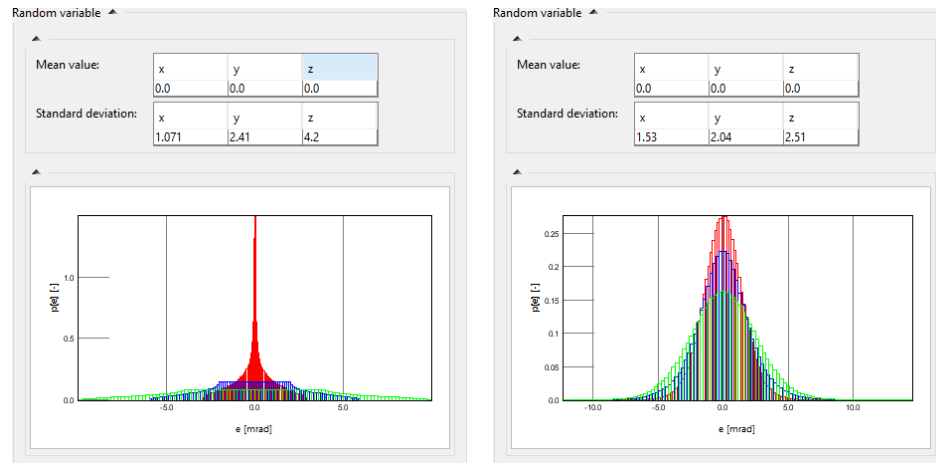 Random variable
Mean value:
x y z
0.0 0.0 0.0
Standard deviation:
x y z
1.071 2.41 4.2
1.0
0.5
0.0
p[e] [-]
-5.0 0.0 5.0
e [mrad]
Random variable
Mean value:
x y z
0.0 0.0 0.0
Standard deviation:
x y z
1.53 2.04 2.51
0.25
0.2
0.15
0.1
0.05
0.0
p[e] [-]
-10.0 -5.0 0.0 5.0 10.0
e [mrad]